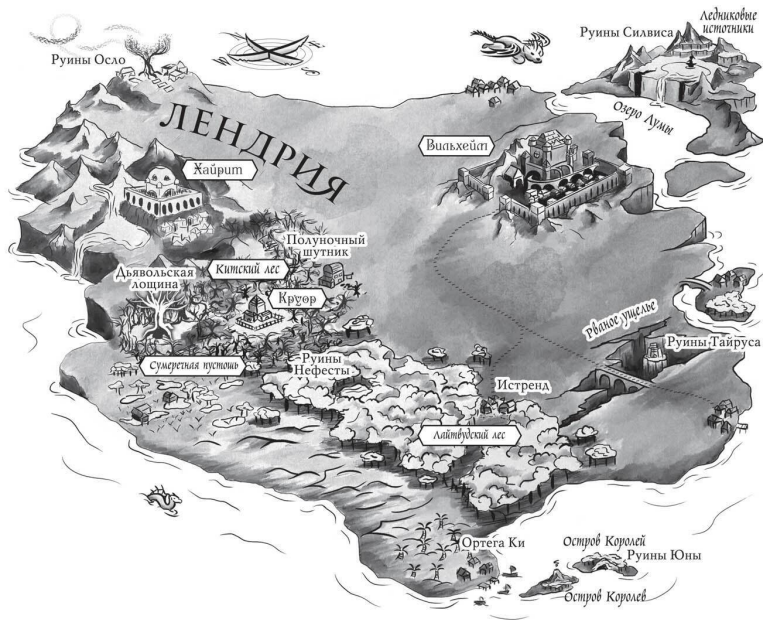 Ледниковые
источники
Руины Силвиса
Руины Осло
Озеро Лумы
ЛЕНДРИЯ
Вильхейм
Хайрит
Полуночный
шутник
Китский лес
Дьявольская
лощина
Круор
Рваное ущелье
Руины Тайруса
Сумеречная пустошь
Руины
Нефесты
Истренд
Лайтвудский лес
Ортега Ки
Остров Королей
Руины Юны
Остров Королев